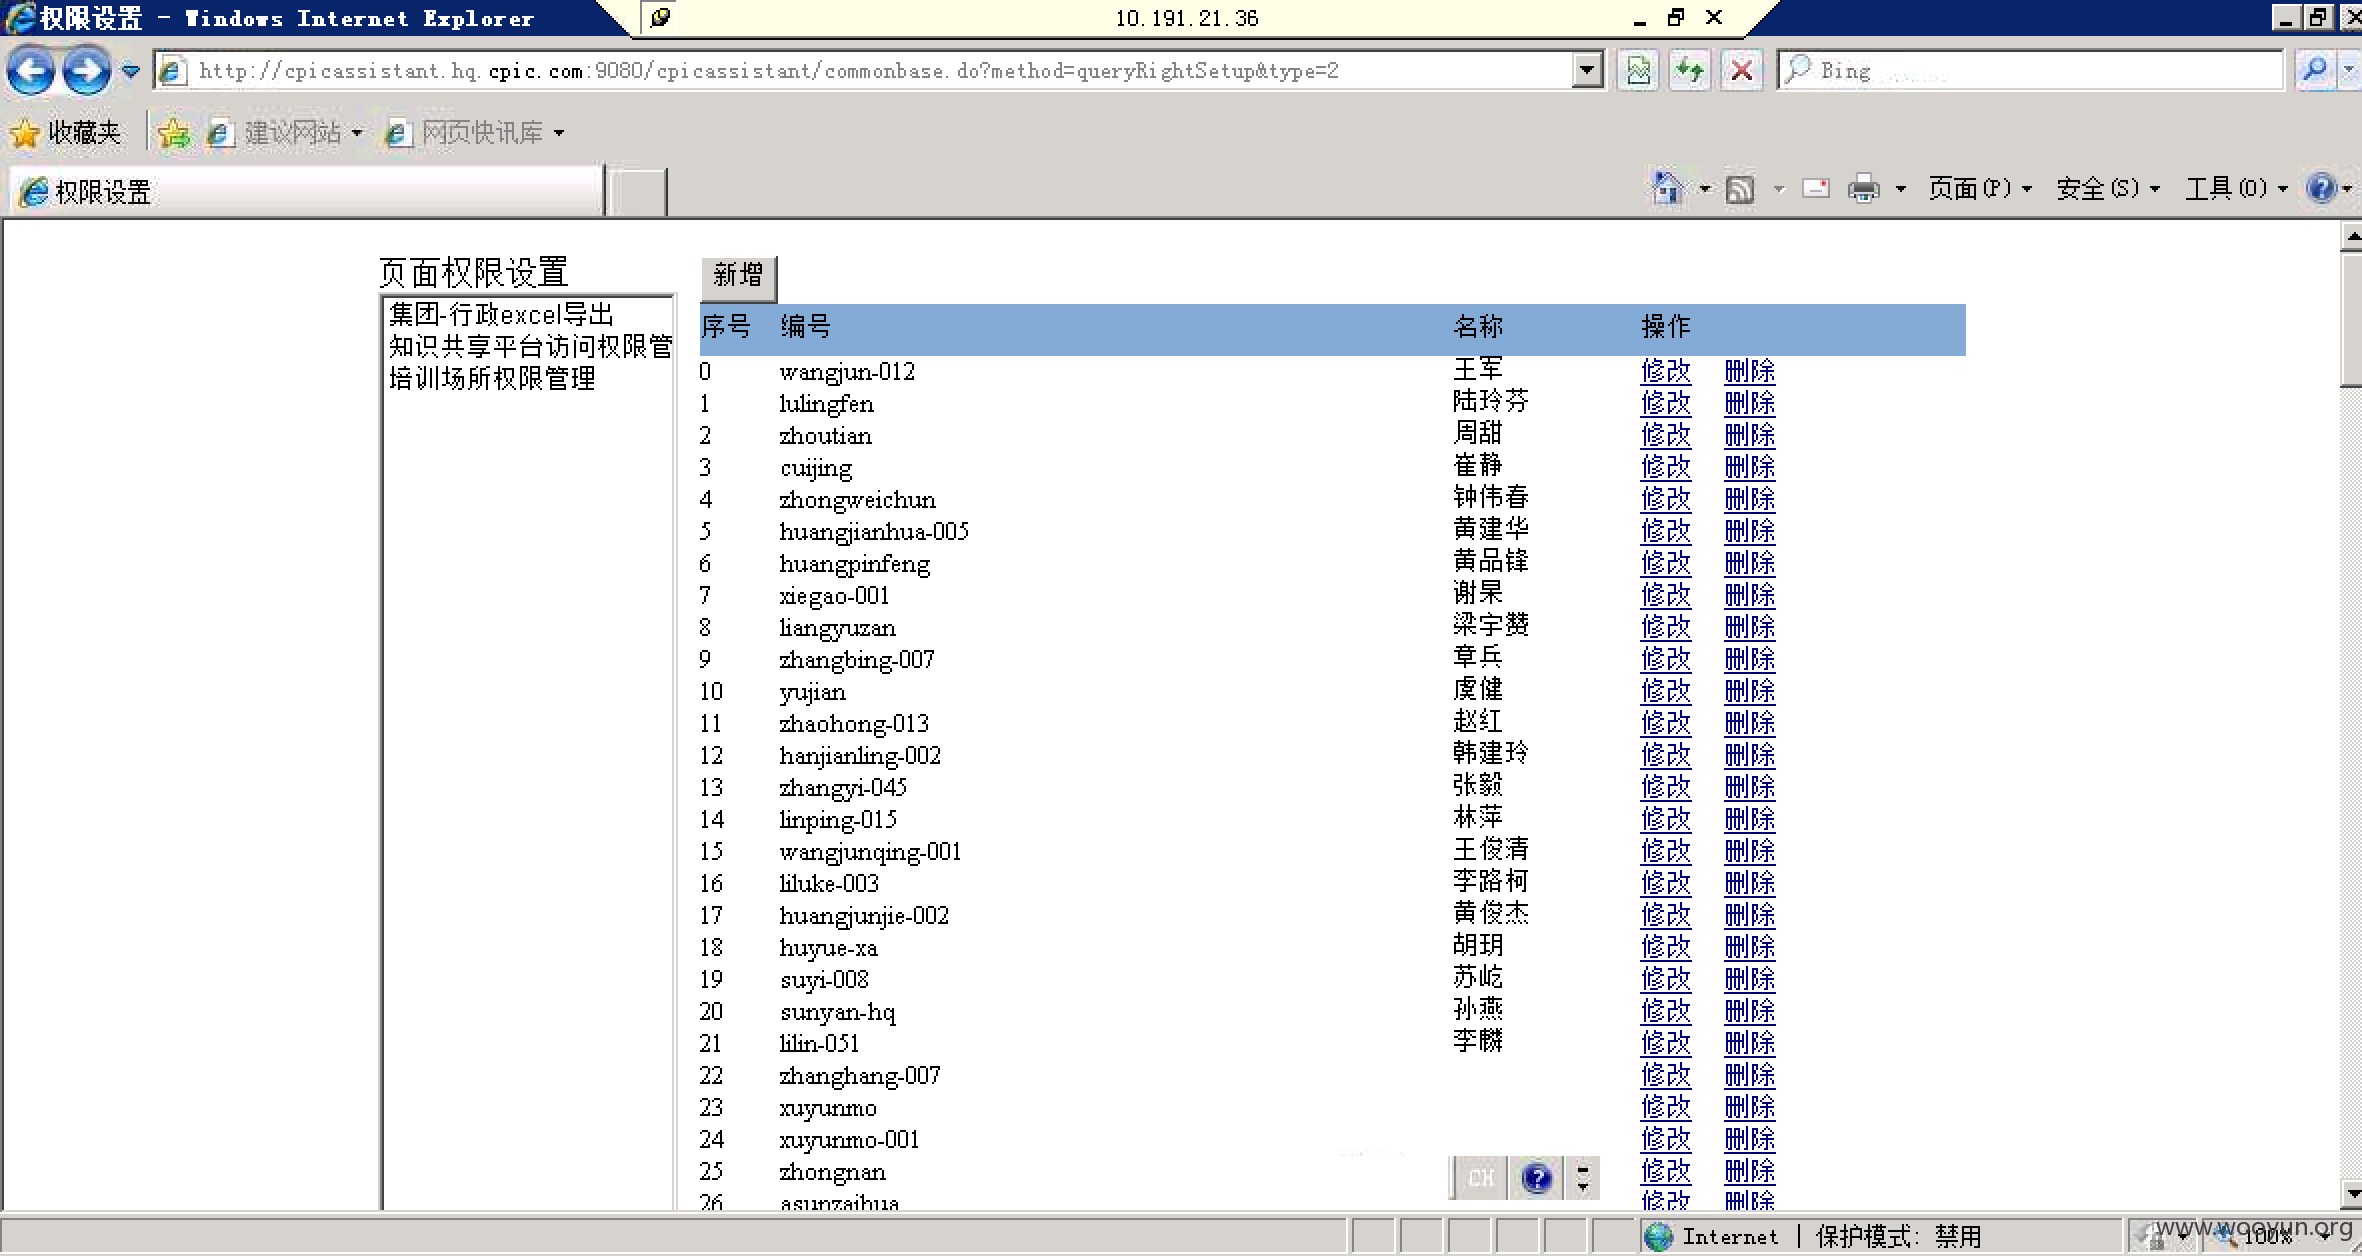 权限设置 - Windows Internet Explorer
10.191.21.36
http://cpicassistant.hq.cpic.com:9080/cpicassistant/commonbase.do?method=queryRightSetup&type=2
Bing
收藏夹 建议网站 网页快讯库
权限设置
页面(P) 安全(S) 工具(O)
页面权限设置
集团-行政excel导出
知识共享平台访问权限管
培训场所权限管理
新增
序号 编号 名称 操作
0 wangjun-012 王军 修改 删除
1 lulingfen 陆玲芬 修改 删除
2 zhoutian 周甜 修改 删除
3 cuijing 崔静 修改 删除
4 zhongweichun 钟伟春 修改 删除
5 huangjianhua-005 黄建华 修改 删除
6 huangpinfeng 黄品锋 修改 删除
7 xiegao-001 谢杲 修改 删除
8 liangyuzan 梁宇赞 修改 删除
9 zhangbing-007 章兵 修改 删除
10 yujian 虞健 修改 删除
11 zhaohong-013 赵红 修改 删除
12 hanjianling-002 韩建玲 修改 删除
13 zhangyi-045 张毅 修改 删除
14 linping-015 林萍 修改 删除
15 wangjunqing-001 王俊清 修改 删除
16 liluke-003 李路柯 修改 删除
17 huangjunjie-002 黄俊杰 修改 删除
18 huyue-xa 胡玥 修改 删除
19 suyi-008 苏屹 修改 删除
20 sunyan-hq 孙燕 修改 删除
21 lilin-051 李麟 修改 删除
22 zhanghang-007 修改 删除
23 xuyunmo 修改 删除
24 xuyunmo-001 修改 删除
25 zhongnan 修改 删除
26 asunzaihua 修改 删除
CH
Internet | 保护模式: 禁用
100%
www.wooyun.org